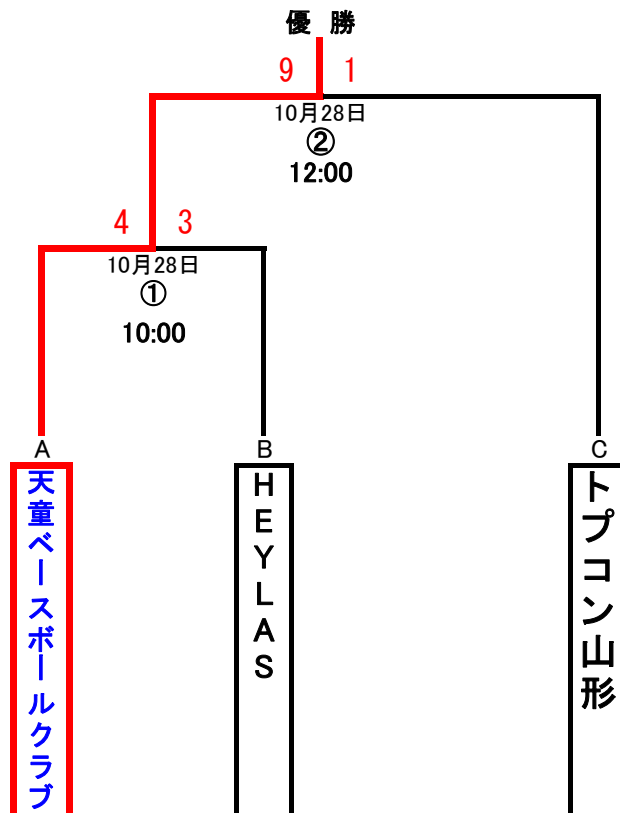 優 勝
9 1
10月28日
②
12:00
4 3
10月28日
①
10:00
A B C
天童ベースボールクラブ
HEYLAS
トプコン山形